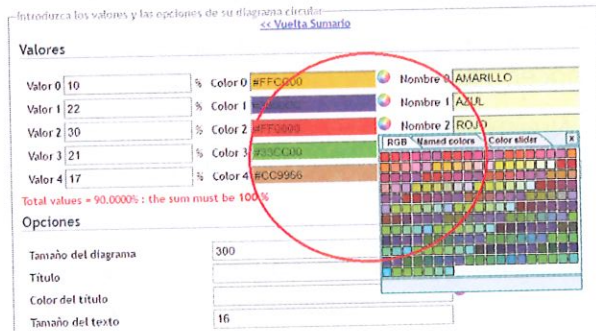 Introduzca los valores y las opciones de su diagrama circular
<< Vuelta Sumario
Valores
Valor 0 10 % Color 0 #FFCC00 Nombre 0 AMARILLO
Valor 1 22 % Color 1 Nombre 1 AZUL
Valor 2 30 % Color 2 #FF0000 Nombre 2 ROJO
Valor 3 21 % Color 3 #33CC00
Valor 4 17 % Color 4 #CC9966
RGB Named colors Color slider x
Total values = 90.0000% : the sum must be 100 %
Opciones
Tamaño del diagrama 300
Título
Color del título
Tamaño del texto 16